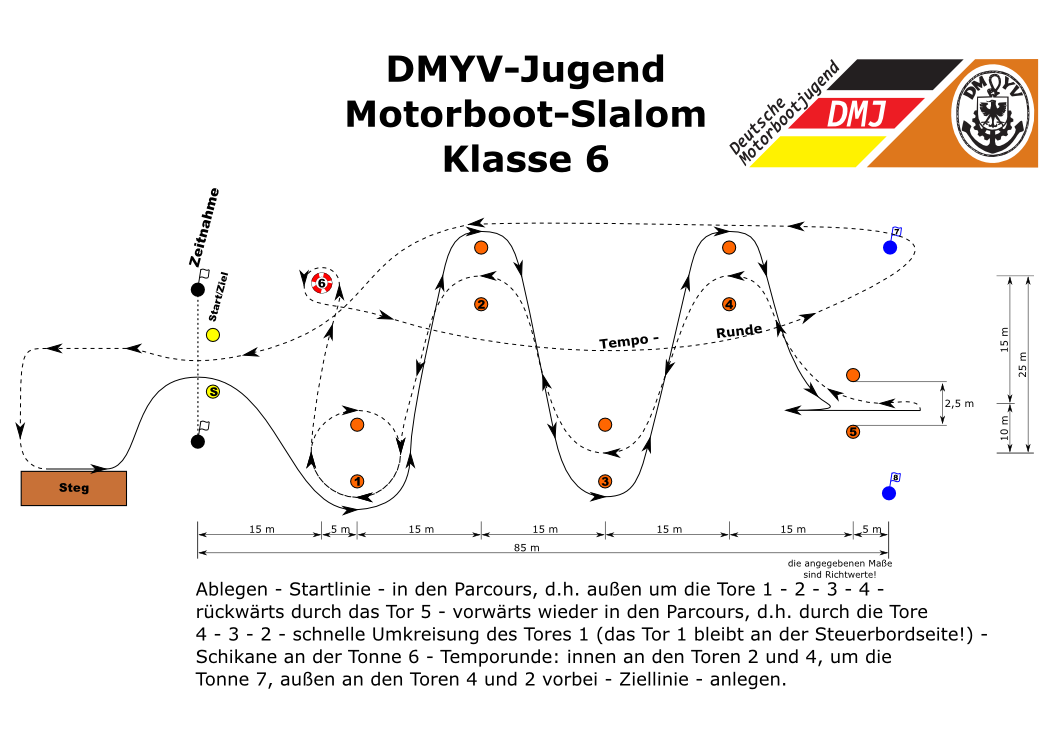 DMYV-Jugend
Motorboot-Slalom
Klasse 6
Deutsche
Motorbootjugend
DMJ
DMYV
Zeitnahme
Start/Ziel
7
6
2
4
Tempo -
Runde
S
15 m
25 m
2,5 m
10 m
5
1
3
Steg
8
15 m
5 m
15 m
15 m
15 m
15 m
5 m
85 m
die angegebenen Maße
sind Richtwerte!
Ablegen - Startlinie - in den Parcours, d.h. außen um die Tore 1 - 2 - 3 - 4 -
rückwärts durch das Tor 5 - vorwärts wieder in den Parcours, d.h. durch die Tore
4 - 3 - 2 - schnelle Umkreisung des Tores 1 (das Tor 1 bleibt an der Steuerbordseite!) -
Schikane an der Tonne 6 - Temporunde: innen an den Toren 2 und 4, um die
Tonne 7, außen an den Toren 4 und 2 vorbei - Ziellinie - anlegen.